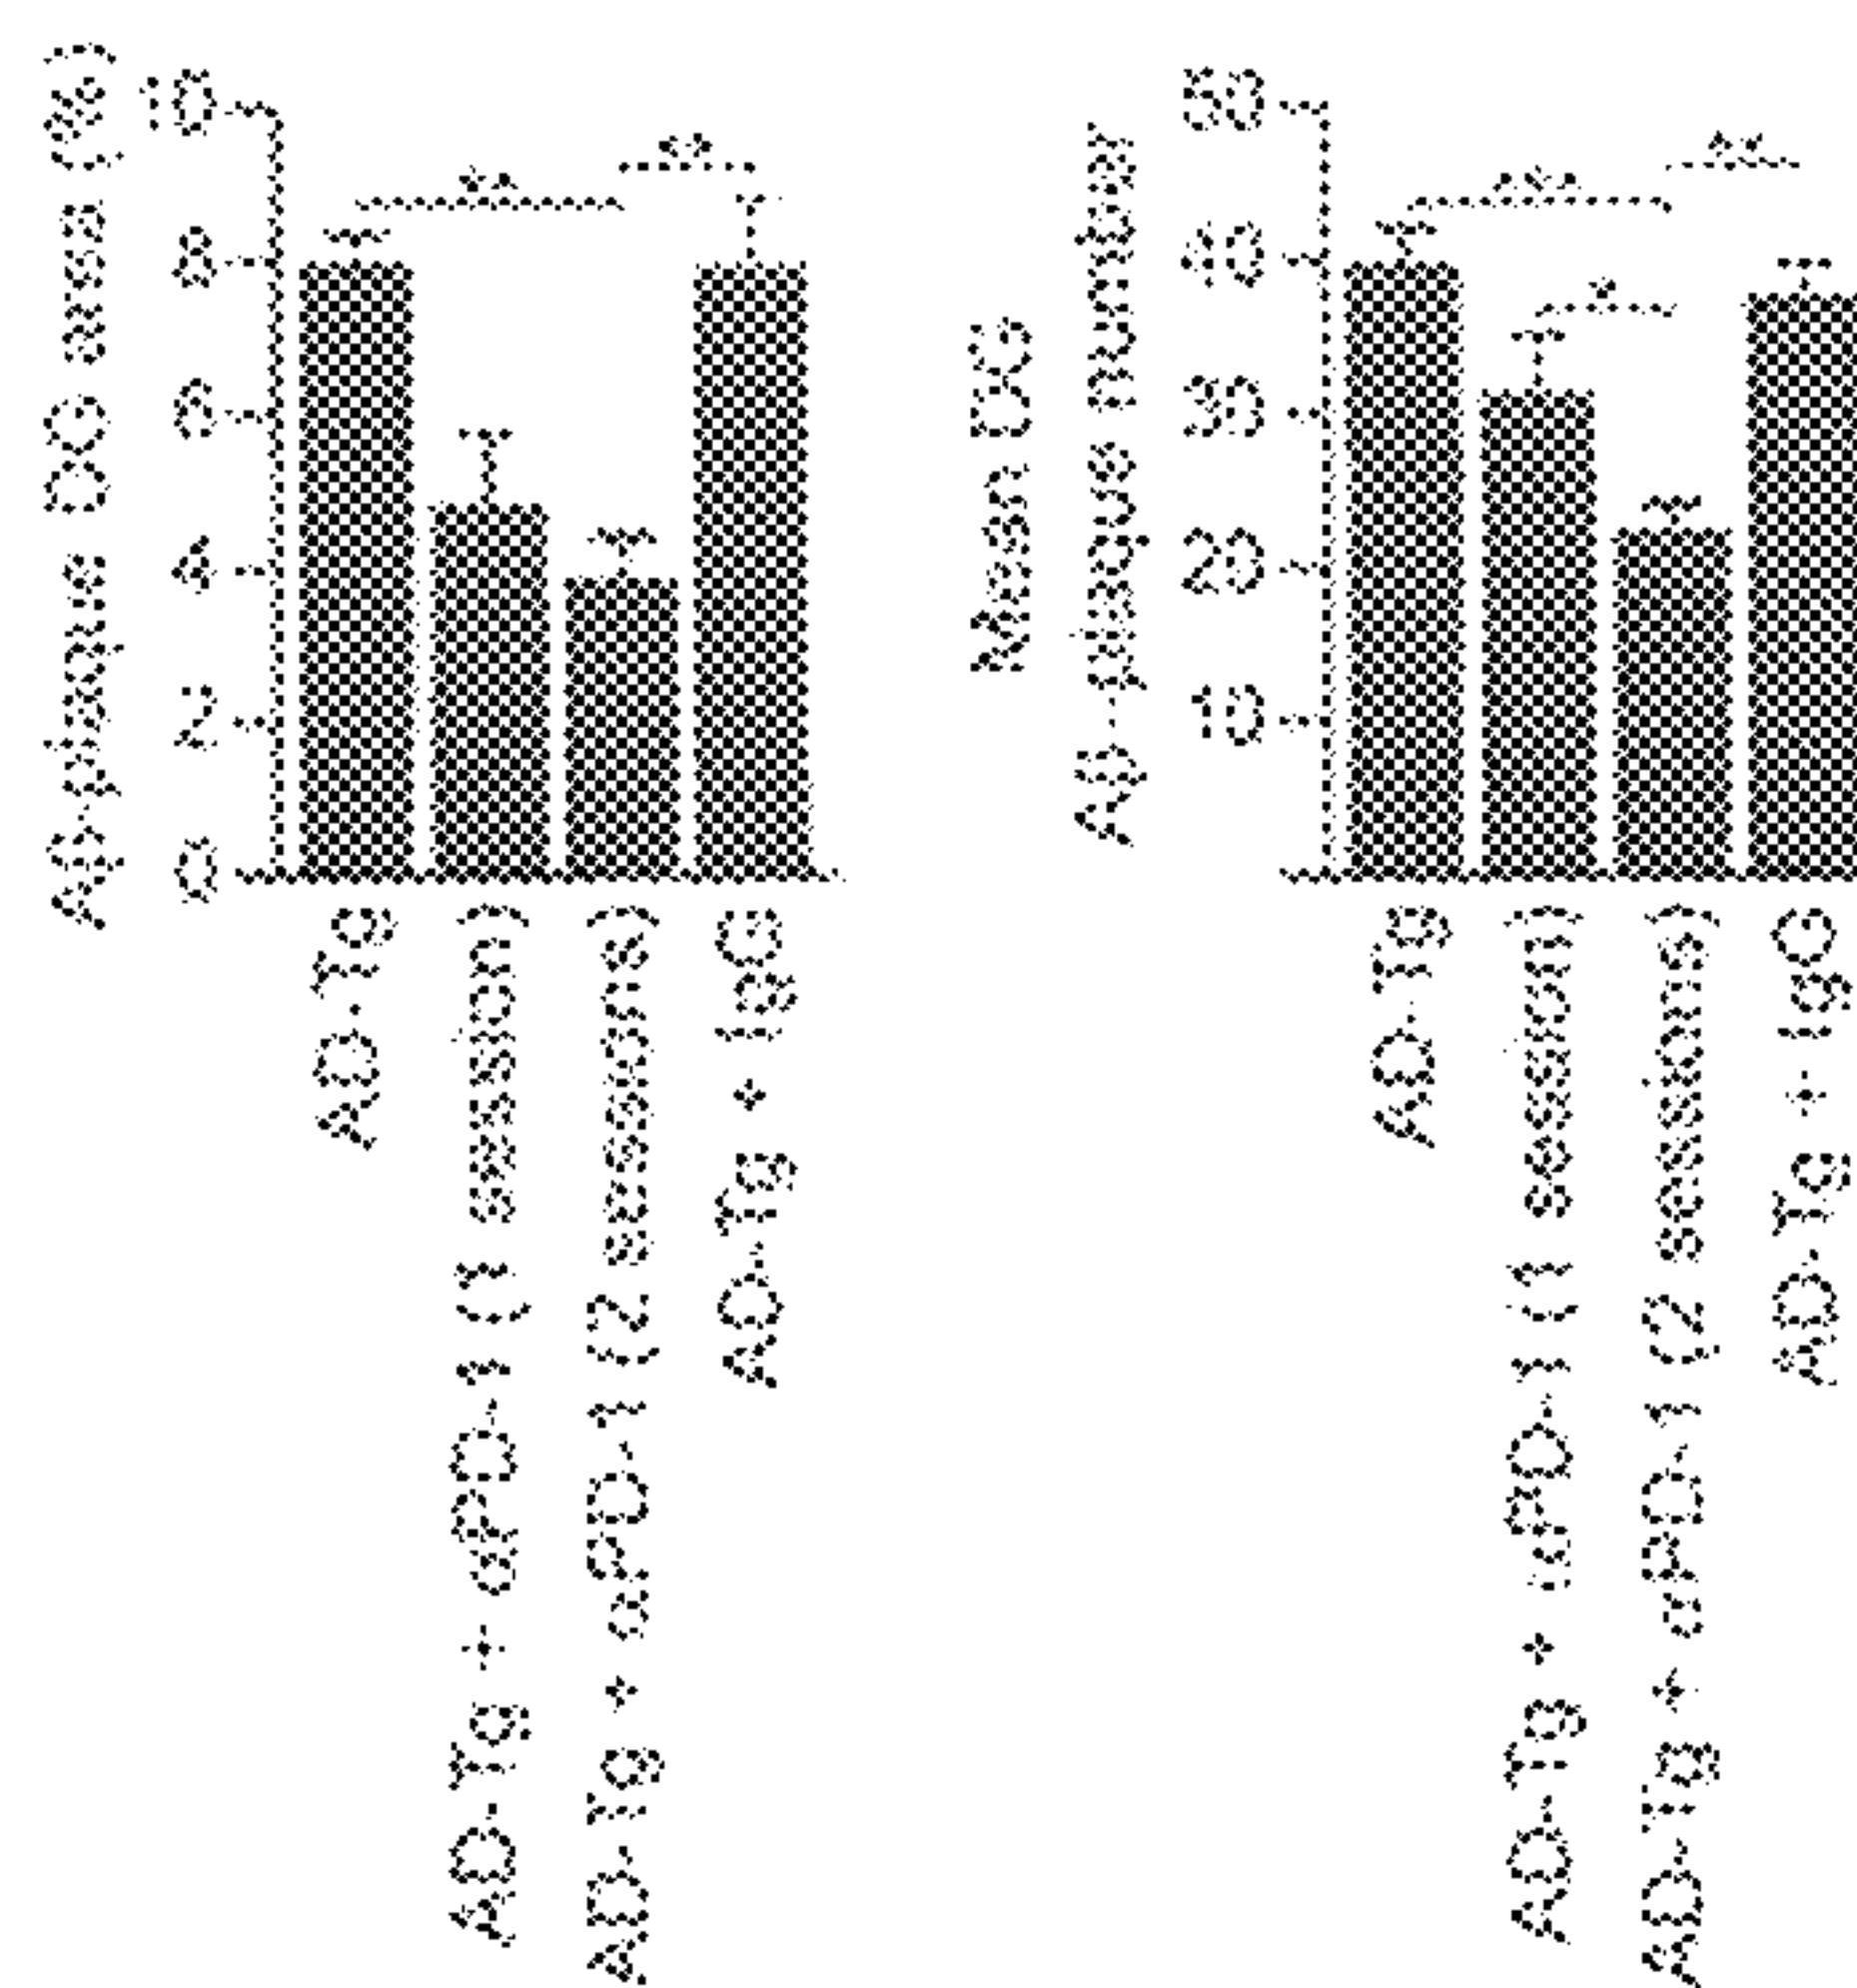 Aβ-plaque DG area (%)
10
8
6
4
2
0
AD-Tg
AD-Tg + αPD-1 (1 session)
AD-Tg + αPD-1 (2 sessions)
AD-Tg + IgG
Mean DG
Aβ-plaque number
50
40
30
20
10
AD-Tg
AD-Tg + αPD-1 (1 session)
AD-Tg + αPD-1 (2 sessions)
AD-Tg + IgG